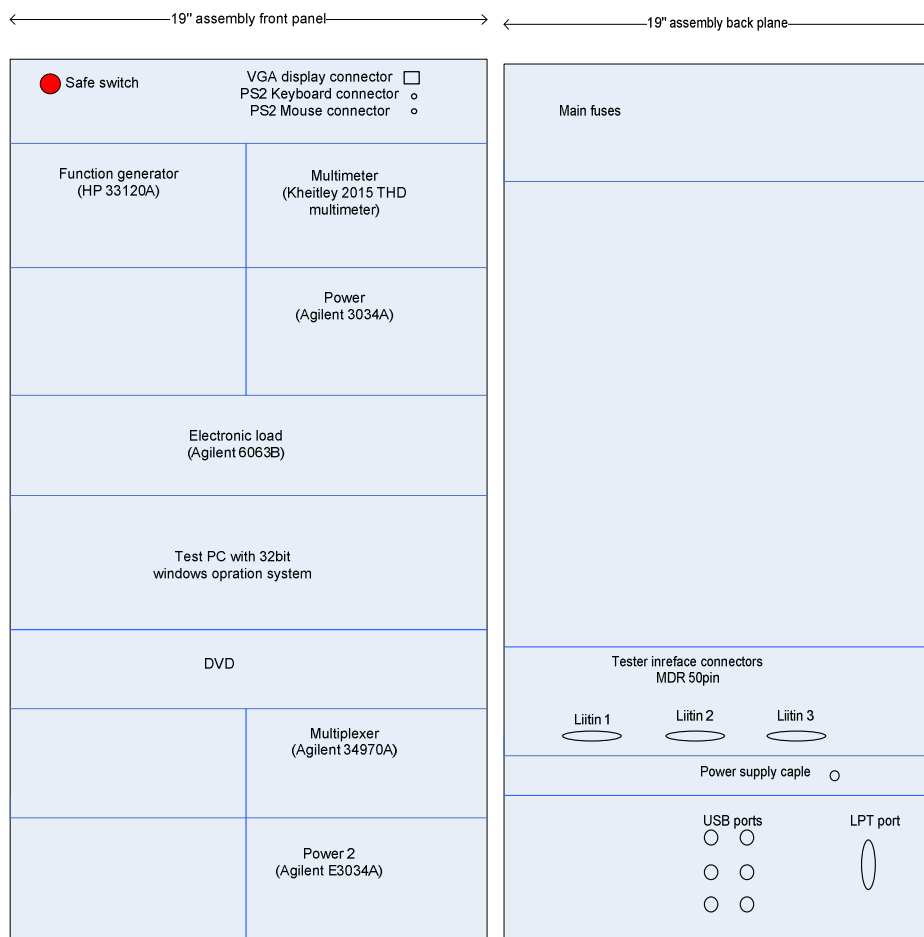 19" assembly front panel
Safe switch
VGA display connector
PS2 Keyboard connector
PS2 Mouse connector
Function generator
(HP 33120A)
Multimeter
(Kheitley 2015 THD
multimeter)
Power
(Agilent 3034A)
Electronic load
(Agilent 6063B)
Test PC with 32bit
windows opration system
DVD
Multiplexer
(Agilent 34970A)
Power 2
(Agilent E3034A)
19" assembly back plane
Main fuses
Tester inreface connectors
MDR 50pin
Liitin 1
Liitin 2
Liitin 3
Power supply caple
USB ports
LPT port